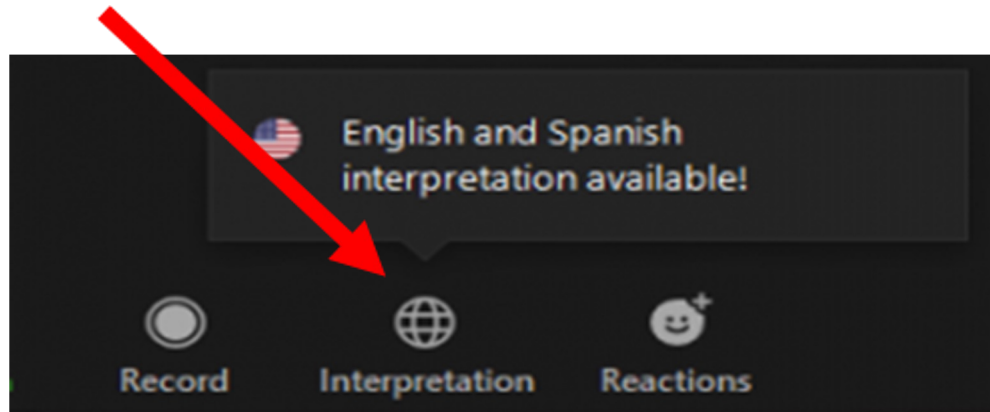 English and Spanish
interpretation available!
Record
Interpretation
Reactions